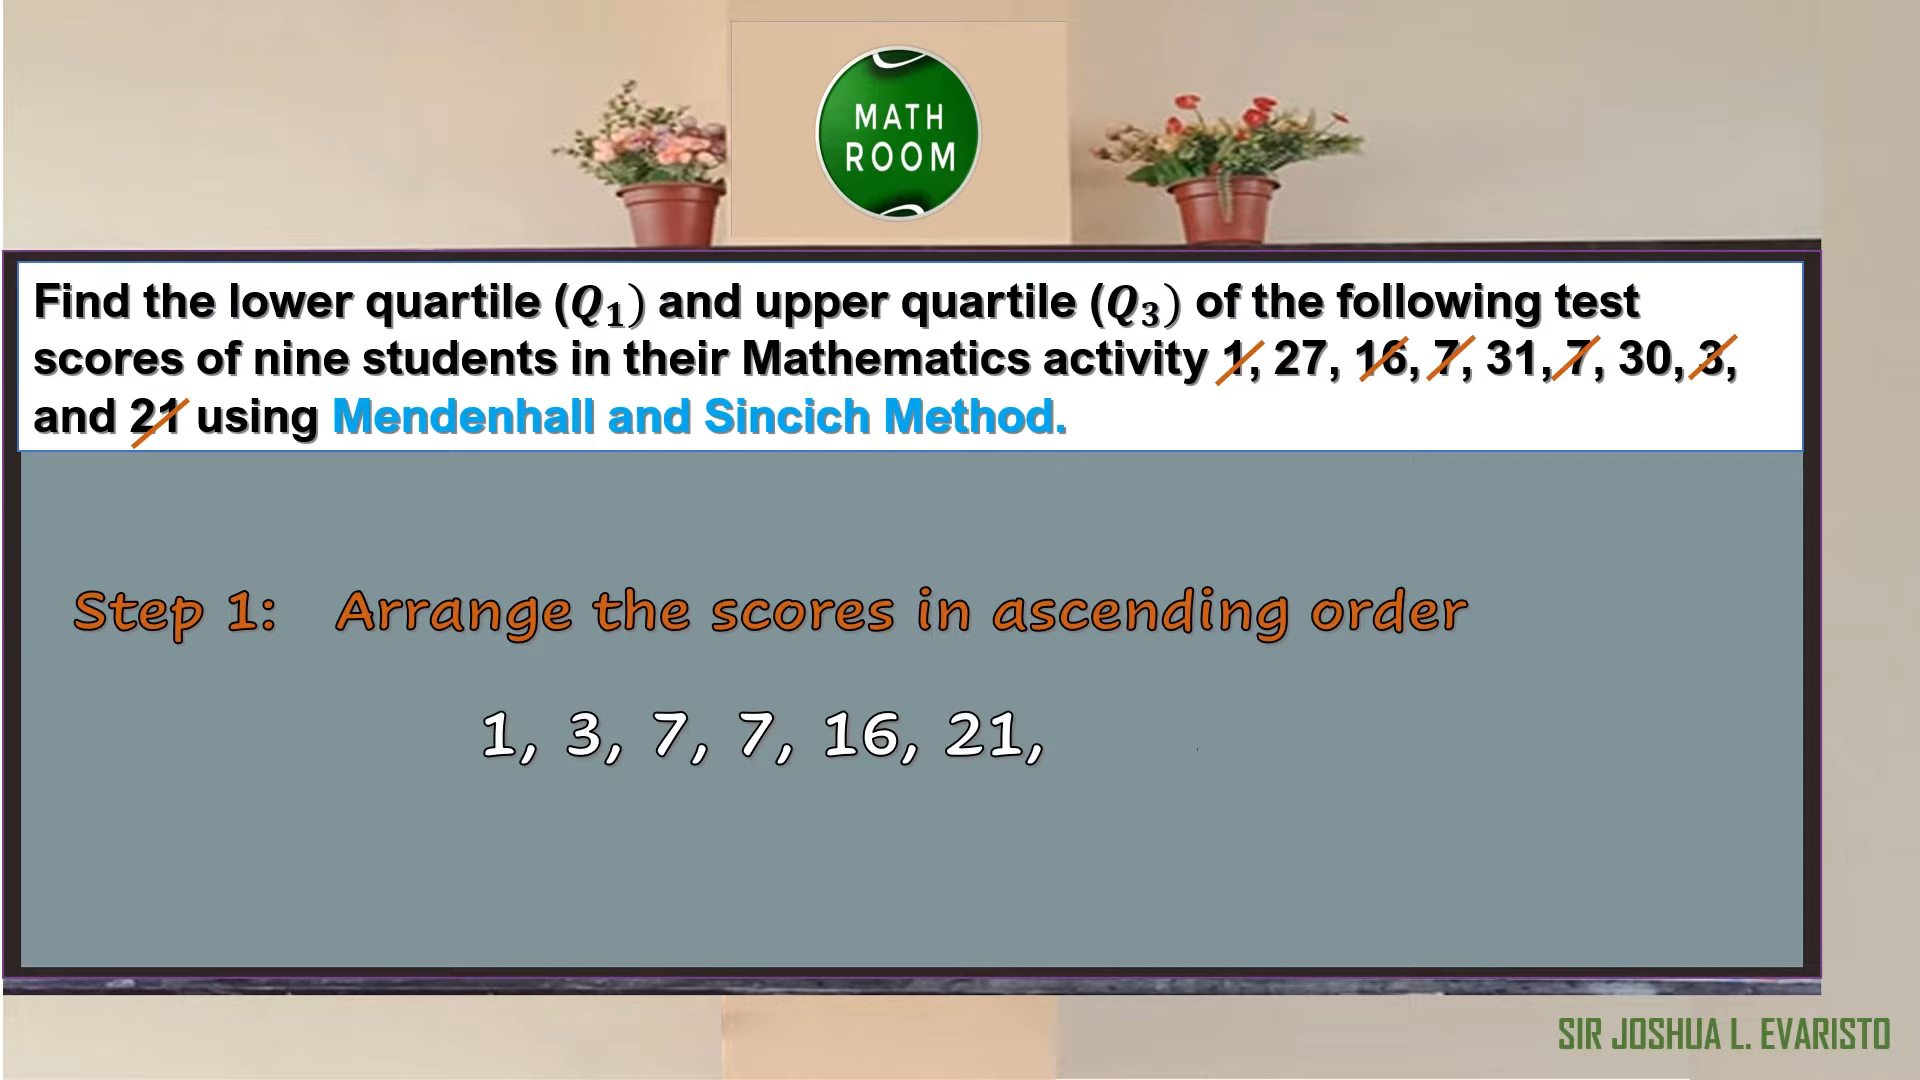 MATH
ROOM
Find the lower quartile (Q₁) and upper quartile (Q₃) of the following test
scores of nine students in their Mathematics activity 1, 27, 16, 7, 31, 7, 30, 3,
and 21 using Mendenhall and Sincich Method.
Step 1: Arrange the scores in ascending order
1, 3, 7, 7, 16, 21,
SIR JOSHUA L. EVARISTO